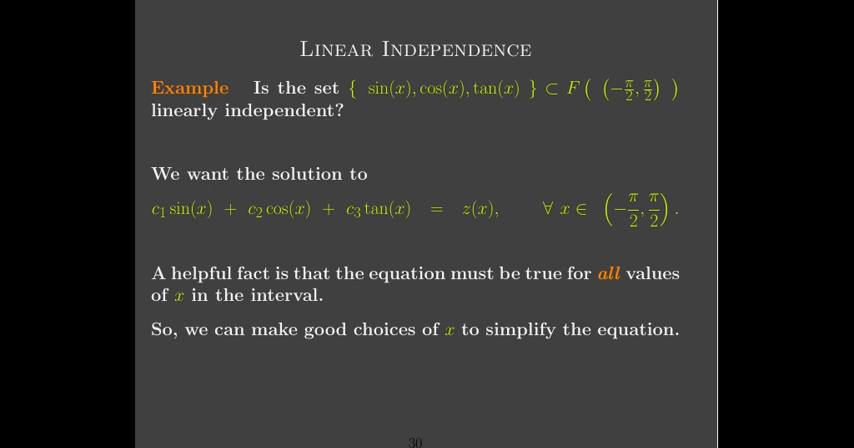 Linear Independence
Example Is the set { sin(x), cos(x), tan(x) } ⊂ F( (−π/2, π/2) )
linearly independent?
We want the solution to
c₁ sin(x) + c₂ cos(x) + c₃ tan(x) = z(x), ∀ x ∈ (−π/2, π/2).
A helpful fact is that the equation must be true for all values
of x in the interval.
So, we can make good choices of x to simplify the equation.
30